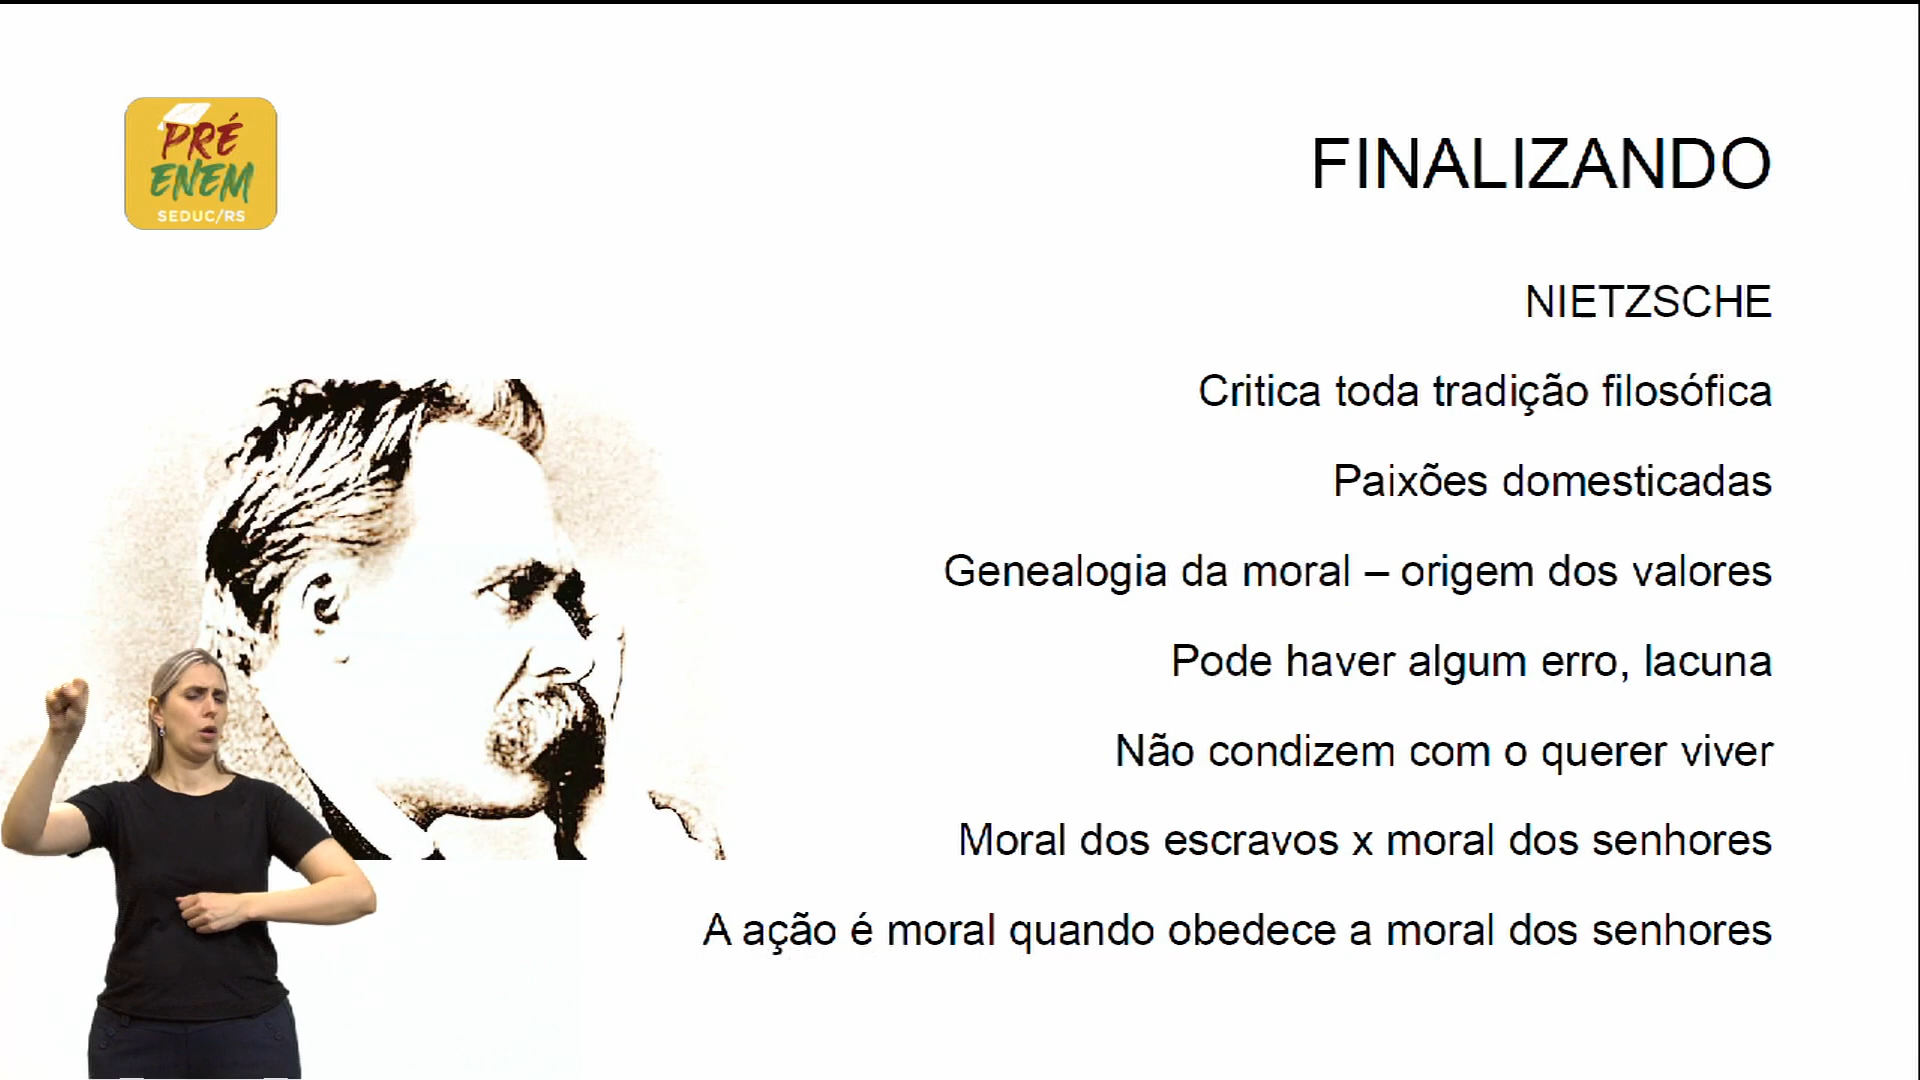 PRÉ
ENEM
SEDUC/RS
FINALIZANDO
NIETZSCHE
Critica toda tradição filosófica
Paixões domesticadas
Genealogia da moral – origem dos valores
Pode haver algum erro, lacuna
Não condizem com o querer viver
Moral dos escravos x moral dos senhores
A ação é moral quando obedece a moral dos senhores